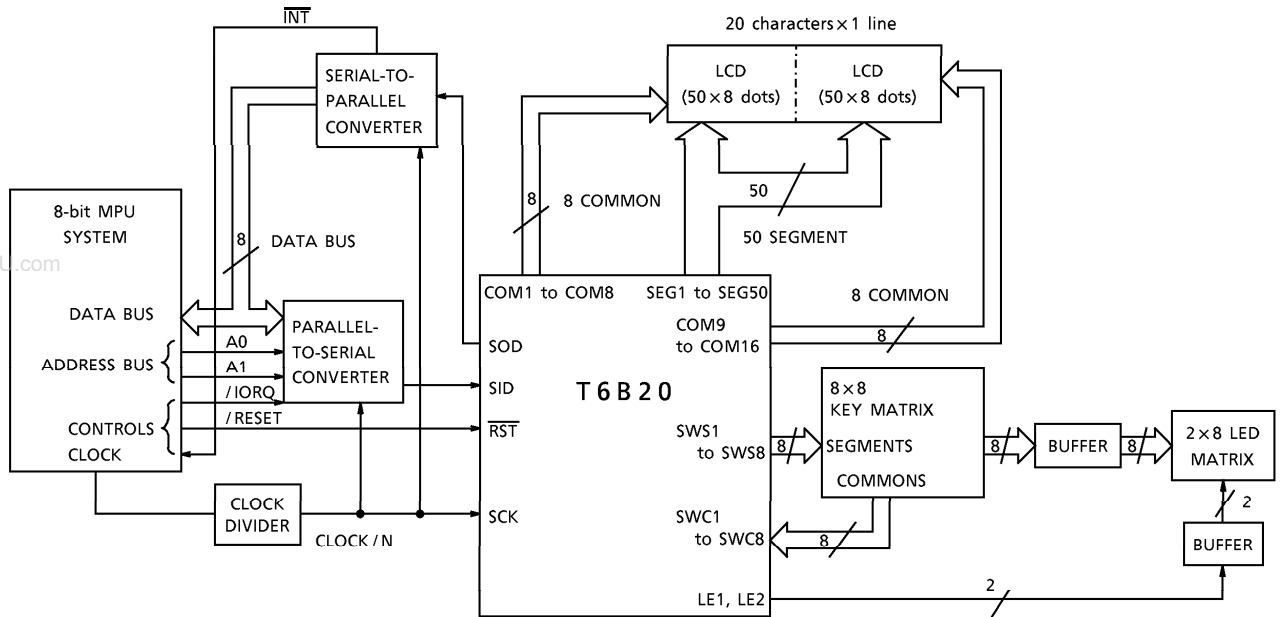 INT
20 characters×1 line
SERIAL-TO-
PARALLEL
CONVERTER
LCD
(50×8 dots)
LCD
(50×8 dots)
8
8 COMMON
50
50 SEGMENT
8-bit MPU
SYSTEM
8
DATA BUS
U.com
DATA BUS
ADDRESS BUS
A0
A1
/IORQ
/RESET
CONTROLS
CLOCK
PARALLEL-
TO-SERIAL
CONVERTER
CLOCK
DIVIDER
CLOCK/N
COM1 to COM8
SEG1 to SEG50
COM9
to COM16
8 COMMON
8
SOD
SID
RST
SCK
T6B20
SWS1
to SWS8
8
SWC1
to SWC8
8
LE1, LE2
2
8×8
KEY MATRIX
SEGMENTS
COMMONS
8
BUFFER
8
2×8 LED
MATRIX
2
BUFFER